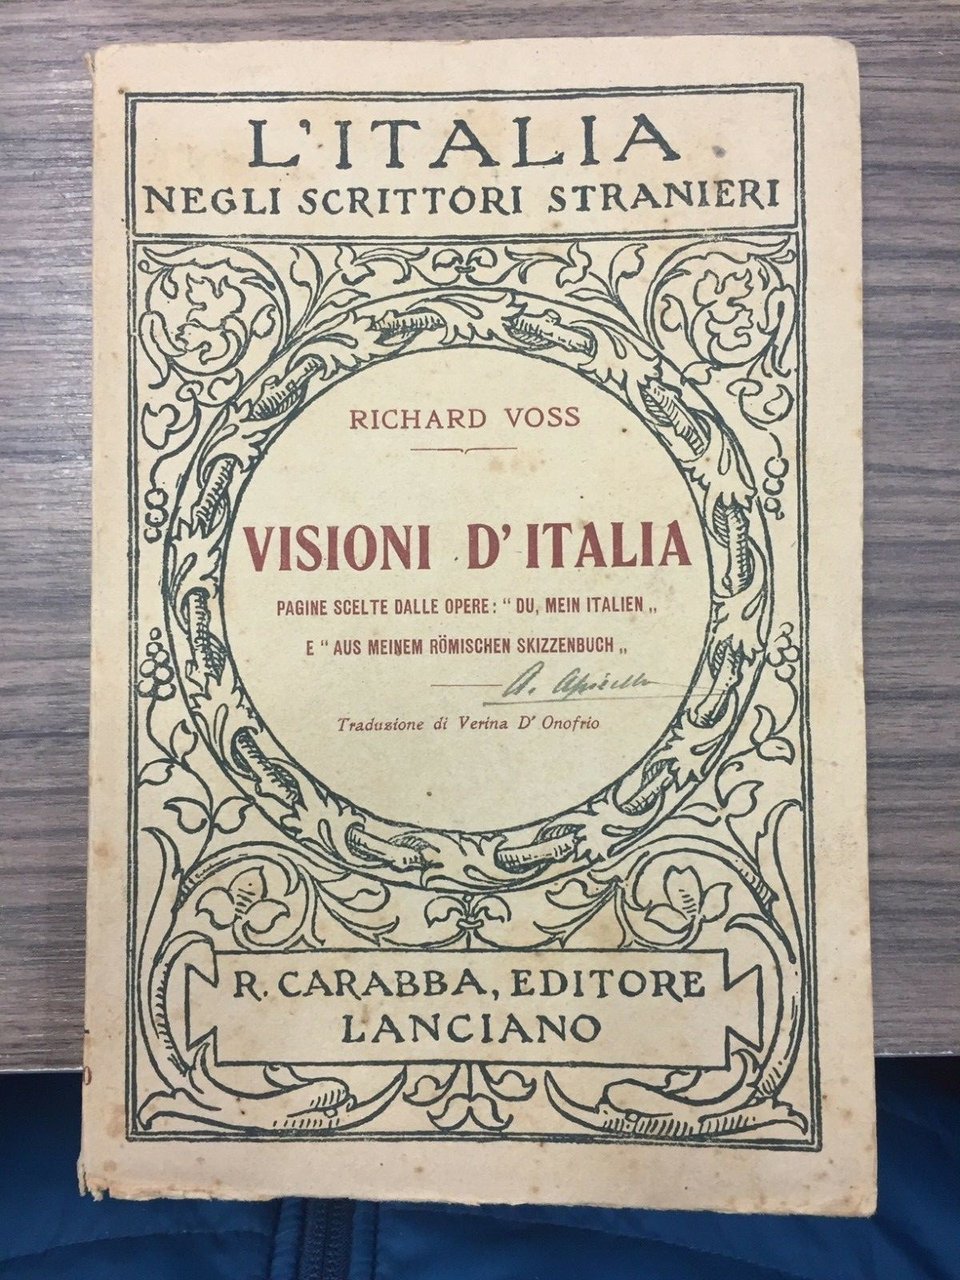 L'ITALIA
NEGLI SCRITTORI STRANIERI
RICHARD VOSS
VISIONI D'ITALIA
PAGINE SCELTE DALLE OPERE: “ DU, MEIN ITALIEN „
E “ AUS MEINEM RÖMISCHEN SKIZZENBUCH „
Traduzione di Verina D' Onofrio
R. CARABBA, EDITORE
LANCIANO